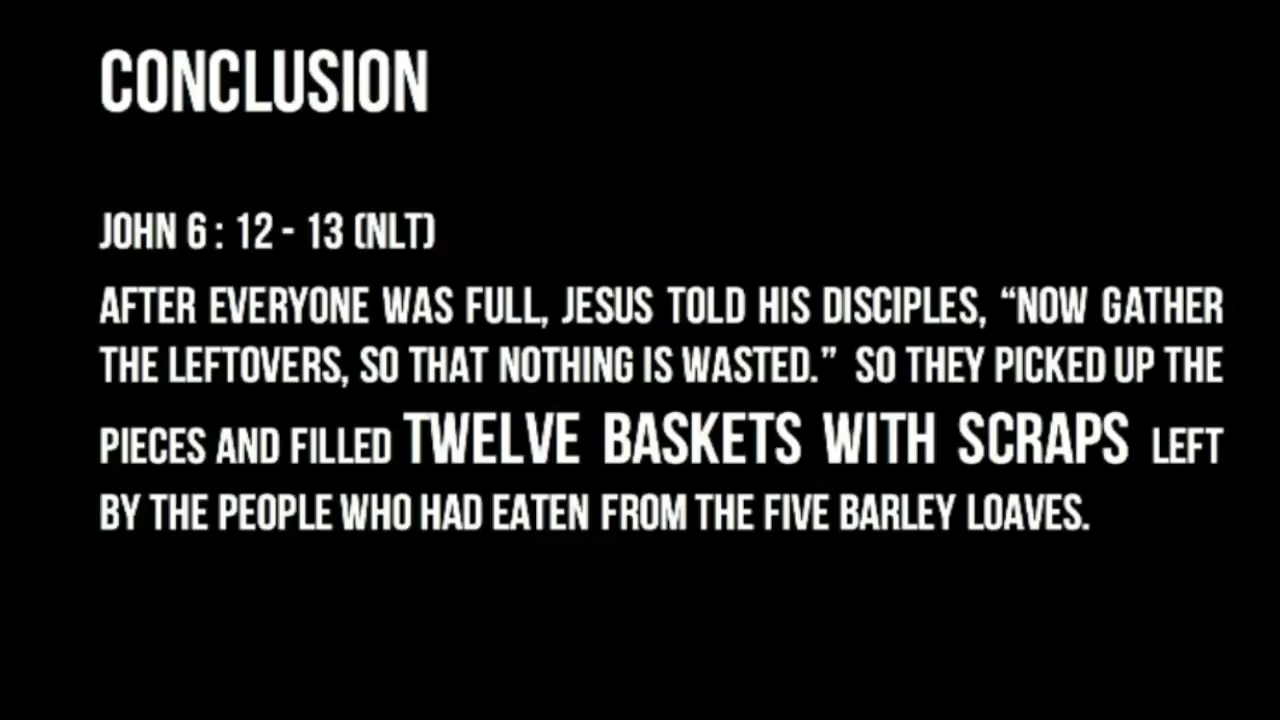 CONCLUSION
JOHN 6 : 12 - 13 (NLT)
AFTER EVERYONE WAS FULL, JESUS TOLD HIS DISCIPLES, “NOW GATHER
THE LEFTOVERS, SO THAT NOTHING IS WASTED.” SO THEY PICKED UP THE
PIECES AND FILLED TWELVE BASKETS WITH SCRAPS LEFT
BY THE PEOPLE WHO HAD EATEN FROM THE FIVE BARLEY LOAVES.